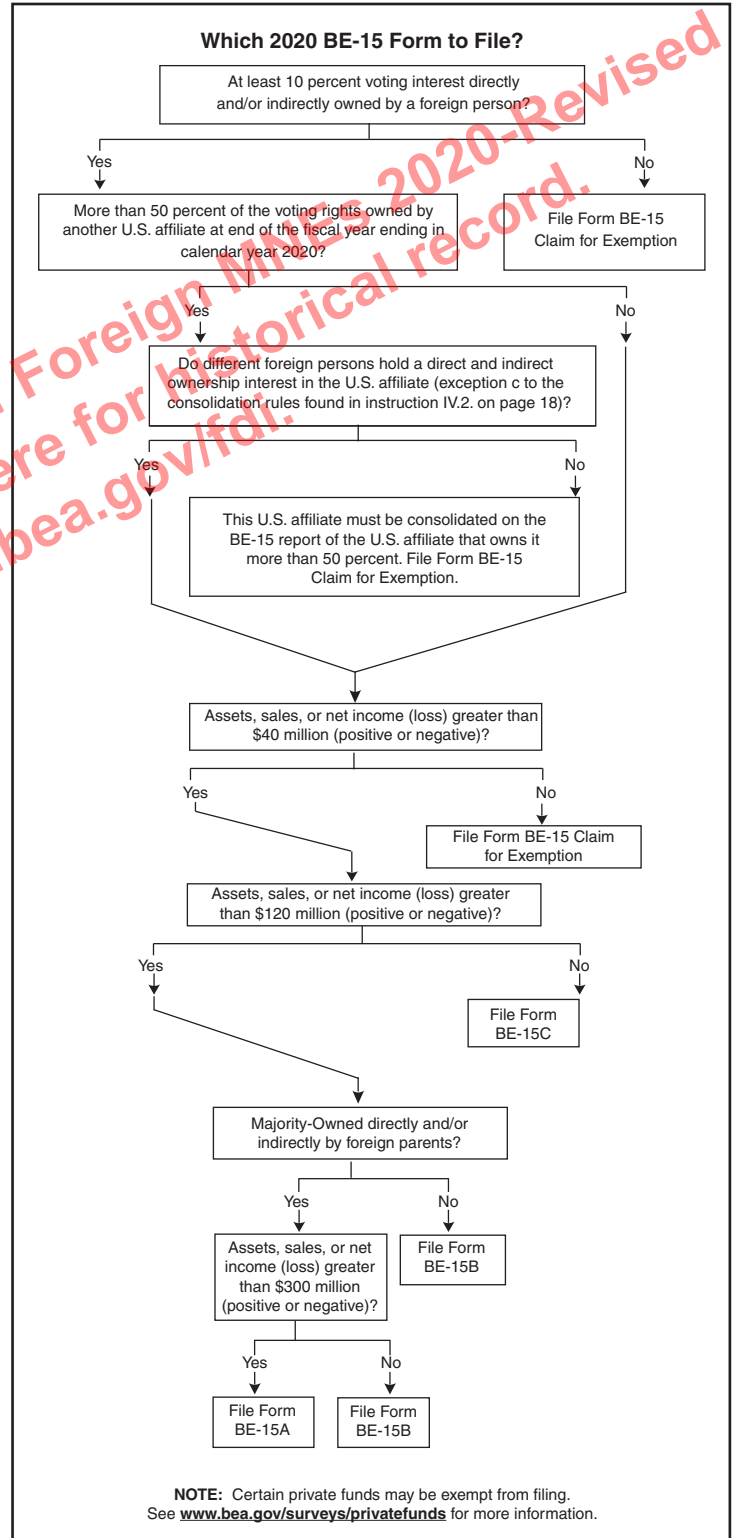 Which 2020 BE-15 Form to File?
At least 10 percent voting interest directly
and/or indirectly owned by a foreign person?
Yes
No
More than 50 percent of the voting rights owned by
another U.S. affiliate at end of the fiscal year ending in
calendar year 2020?
File Form BE-15
Claim for Exemption
Yes
No
Do different foreign persons hold a direct and indirect
ownership interest in the U.S. affiliate (exception c to the
consolidation rules found in instruction IV.2. on page 18)?
Yes
No
This U.S. affiliate must be consolidated on the
BE-15 report of the U.S. affiliate that owns it
more than 50 percent. File Form BE-15
Claim for Exemption.
Assets, sales, or net income (loss) greater than
$40 million (positive or negative)?
Yes
No
File Form BE-15 Claim
for Exemption
Assets, sales, or net income (loss) greater
than $120 million (positive or negative)?
Yes
No
File Form
BE-15C
Majority-Owned directly and/or
indirectly by foreign parents?
Yes
No
Assets, sales, or net
income (loss) greater
than $300 million
(positive or negative)?
File Form
BE-15B
Yes
No
File Form
BE-15A
File Form
BE-15B
NOTE: Certain private funds may be exempt from filing.
See www.bea.gov/surveys/privatefunds for more information.
Foreign MNEs 2020-Revised
for historical record.
bea.gov/fdi.